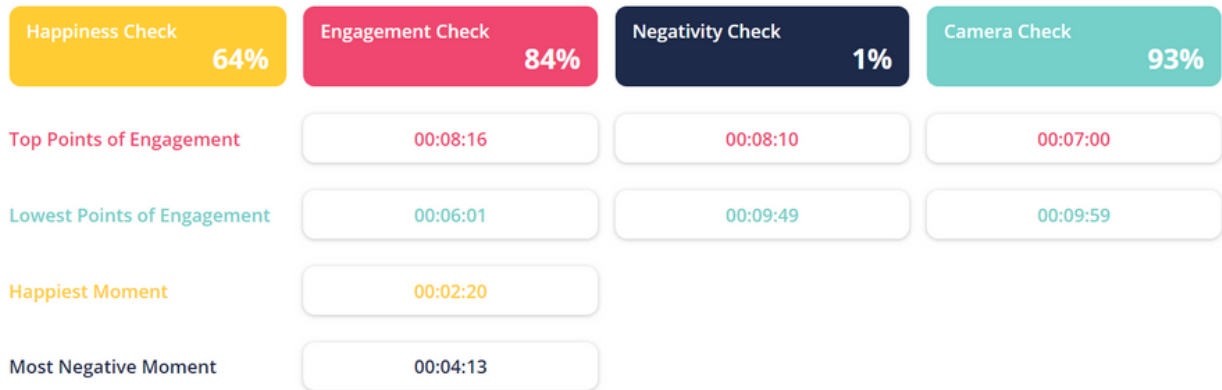 Happiness Check
64%
Engagement Check
84%
Negativity Check
1%
Camera Check
93%
Top Points of Engagement
00:08:16
00:08:10
00:07:00
Lowest Points of Engagement
00:06:01
00:09:49
00:09:59
Happiest Moment
00:02:20
Most Negative Moment
00:04:13